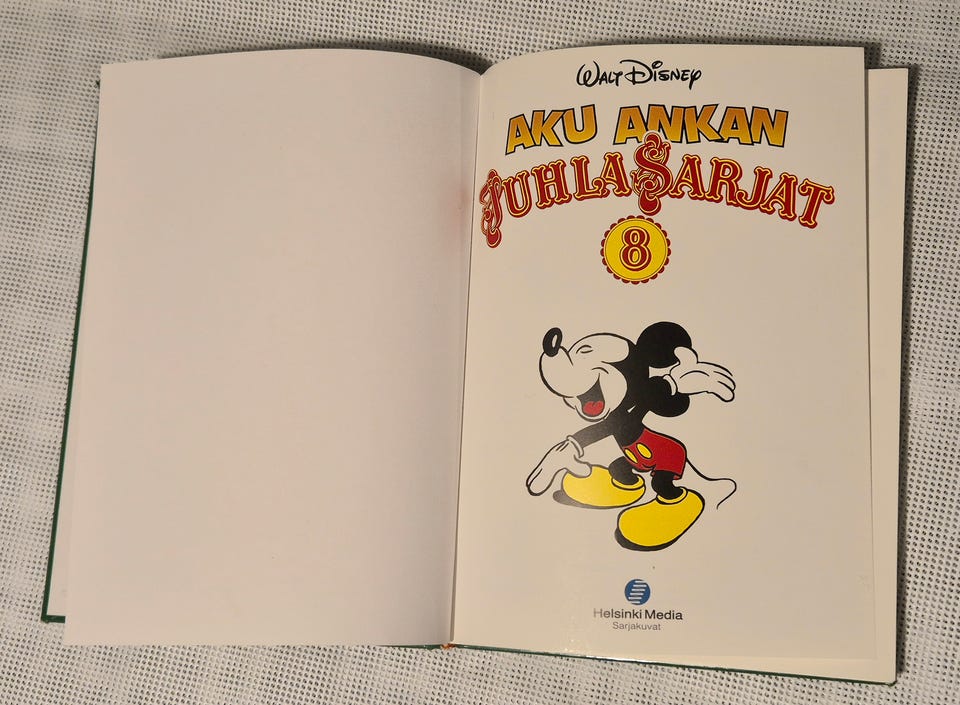 WALT DISNEY
AKU ANKAN
JUHLASARJAT
8
Helsinki Media
Sarjakuvat